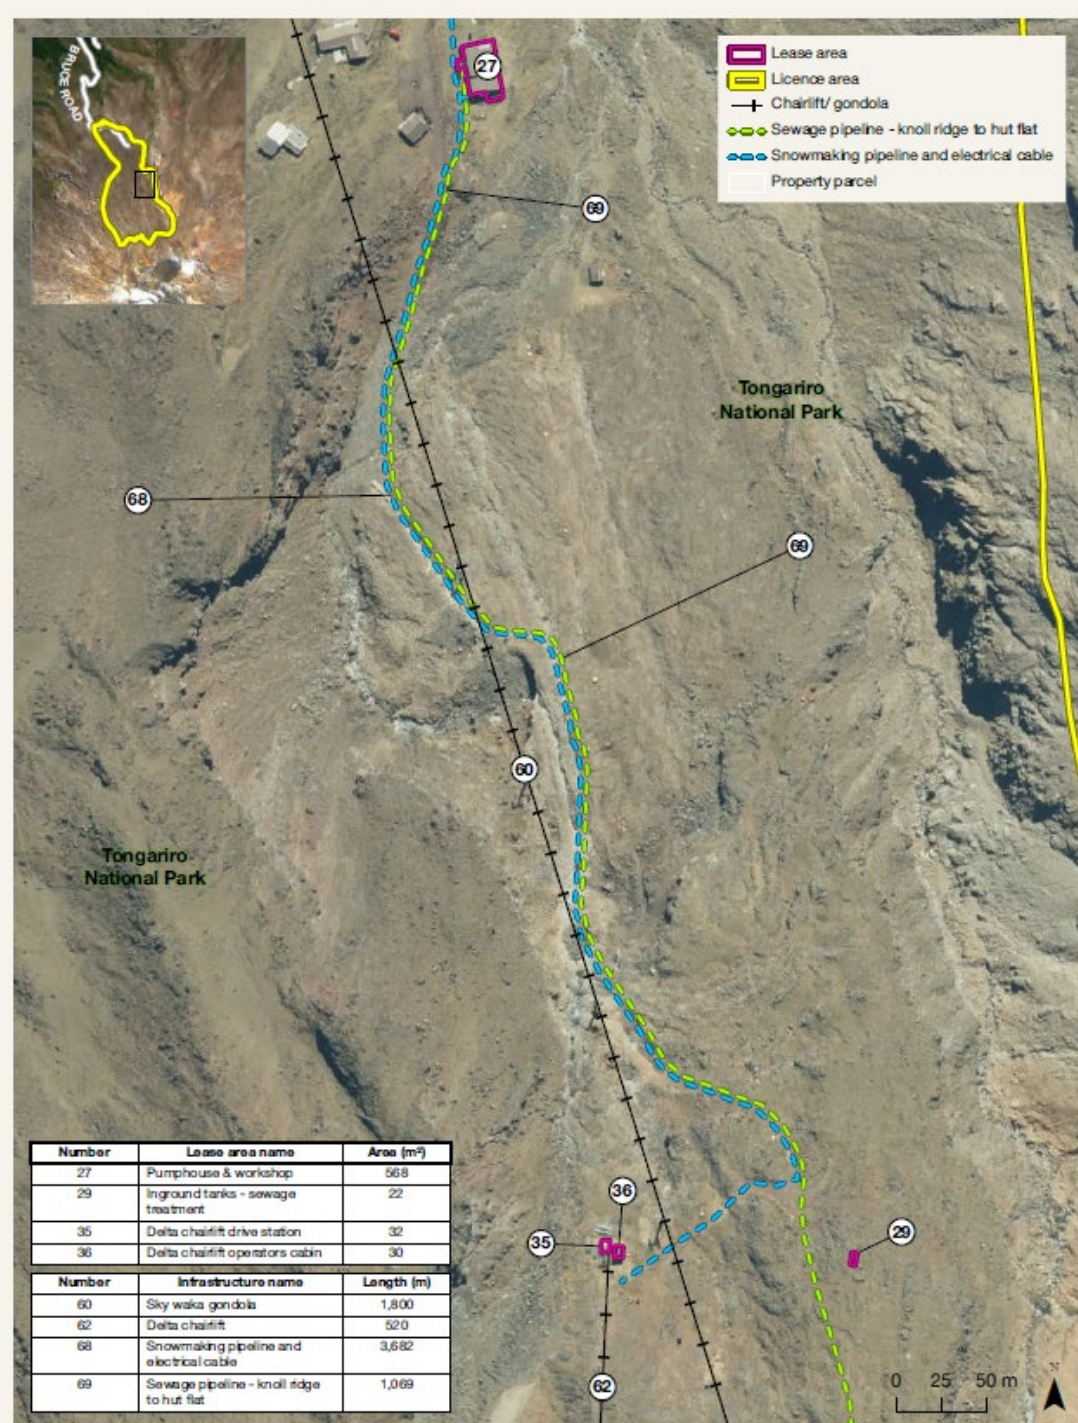 BRUCE ROAD
27
Lease area
Licence area
Chairlift/ gondola
Sewage pipeline - knoll ridge to hut flat
Snowmaking pipeline and electrical cable
Property parcel
69
Tongariro
National Park
68
69
60
Tongariro
National Park
Number Lease area name Area (m²)
27 Pumphouse & workshop 568
29 Inground tanks - sewage
treatment 22
35 Delta chairlift drive station 32
36 Delta chairlift operators cabin 30
Number Infrastructure name Length (m)
60 Sky waka gondola 1,800
62 Delta chairlift 520
68 Snowmaking pipeline and
electrical cable 3,682
69 Sewage pipeline - knoll ridge
to hut flat 1,069
36
35
29
62
0 25 50 m
N